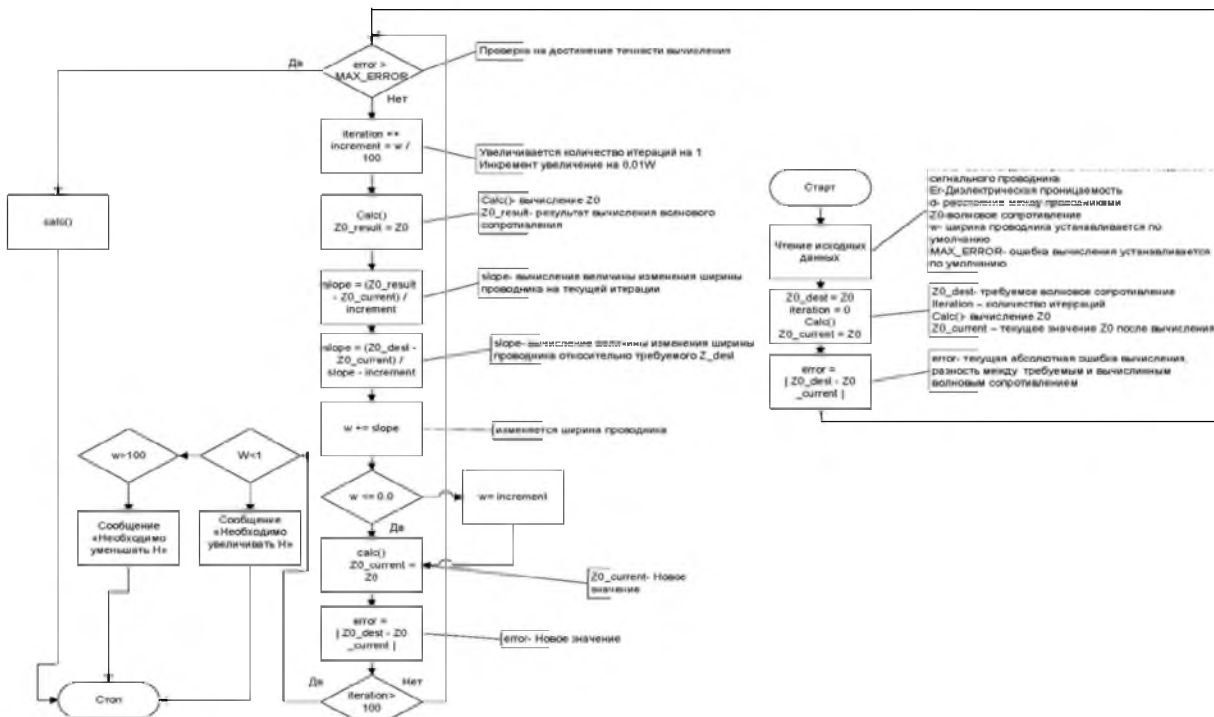 Да
error >
MAX_ERROR
Нет
Проверка на достижение точности вычисления
iteration ++
increment = w /
100
Увеличивается количество итераций на 1
Инкремент увеличение на 0,01W
calc()
Calc()
Z0_result = Z0
Calc()- вычисление Z0
Z0_result- результат вычисления волнового
сопротивления
slope = (Z0_result
- Z0_current) /
increment
slope- вычисление величины изменения ширины
проводника на текущей итерации
slope = (Z0_dest -
Z0_current) /
slope - increment
slope- вычисление величины изменения ширины
проводника относительно требуемого Z_dest
w += slope
изменяется ширина проводника
w>100
W<1
w <= 0.0
w= increment
Да
Сообщение
«Необходимо
уменьшать H»
Сообщение
«Необходимо
увеличивать H»
calc()
Z0_current =
Z0
Z0_current- Новое
значение
error =
| Z0_dest - Z0
_current |
error- Новое значение
Да
Нет
iteration>
100
Стоп
Старт
сигнального проводника
Er-Диэлектрическая проницаемость
d- расстояние между проводниками
Z0-волновое сопротивление
w- ширина проводника устанавливается по
умолчанию
MAX_ERROR- ошибка вычисления устанавливается
по умолчанию
Чтение исходных
данных
Z0_dest = Z0
iteration = 0
Calc()
Z0_current = Z0
Z0_dest- требуемое волновое сопротивление
Iteration – количество итерраций
Calc()- вычисление Z0
Z0_current – текущее значение Z0 после вычисления
error =
| Z0_dest - Z0
_current |
error- текущая абсолютная ошибка вычисления,
разность между требуемым и вычислинным
волновым сопротивлением